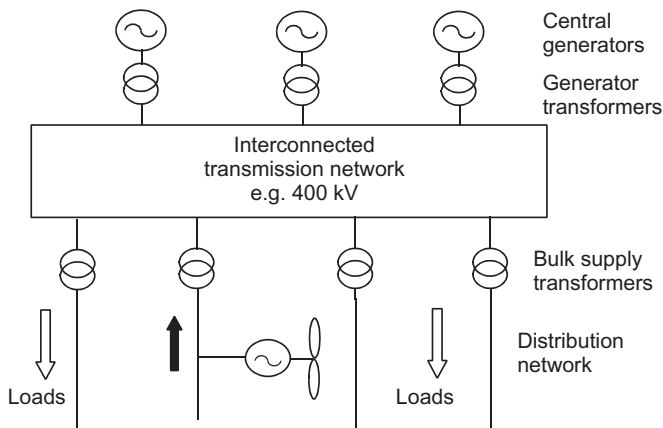 Central
generators
Generator
transformers
Interconnected
transmission network
e.g. 400 kV
Bulk supply
transformers
Distribution
network
Loads
Loads